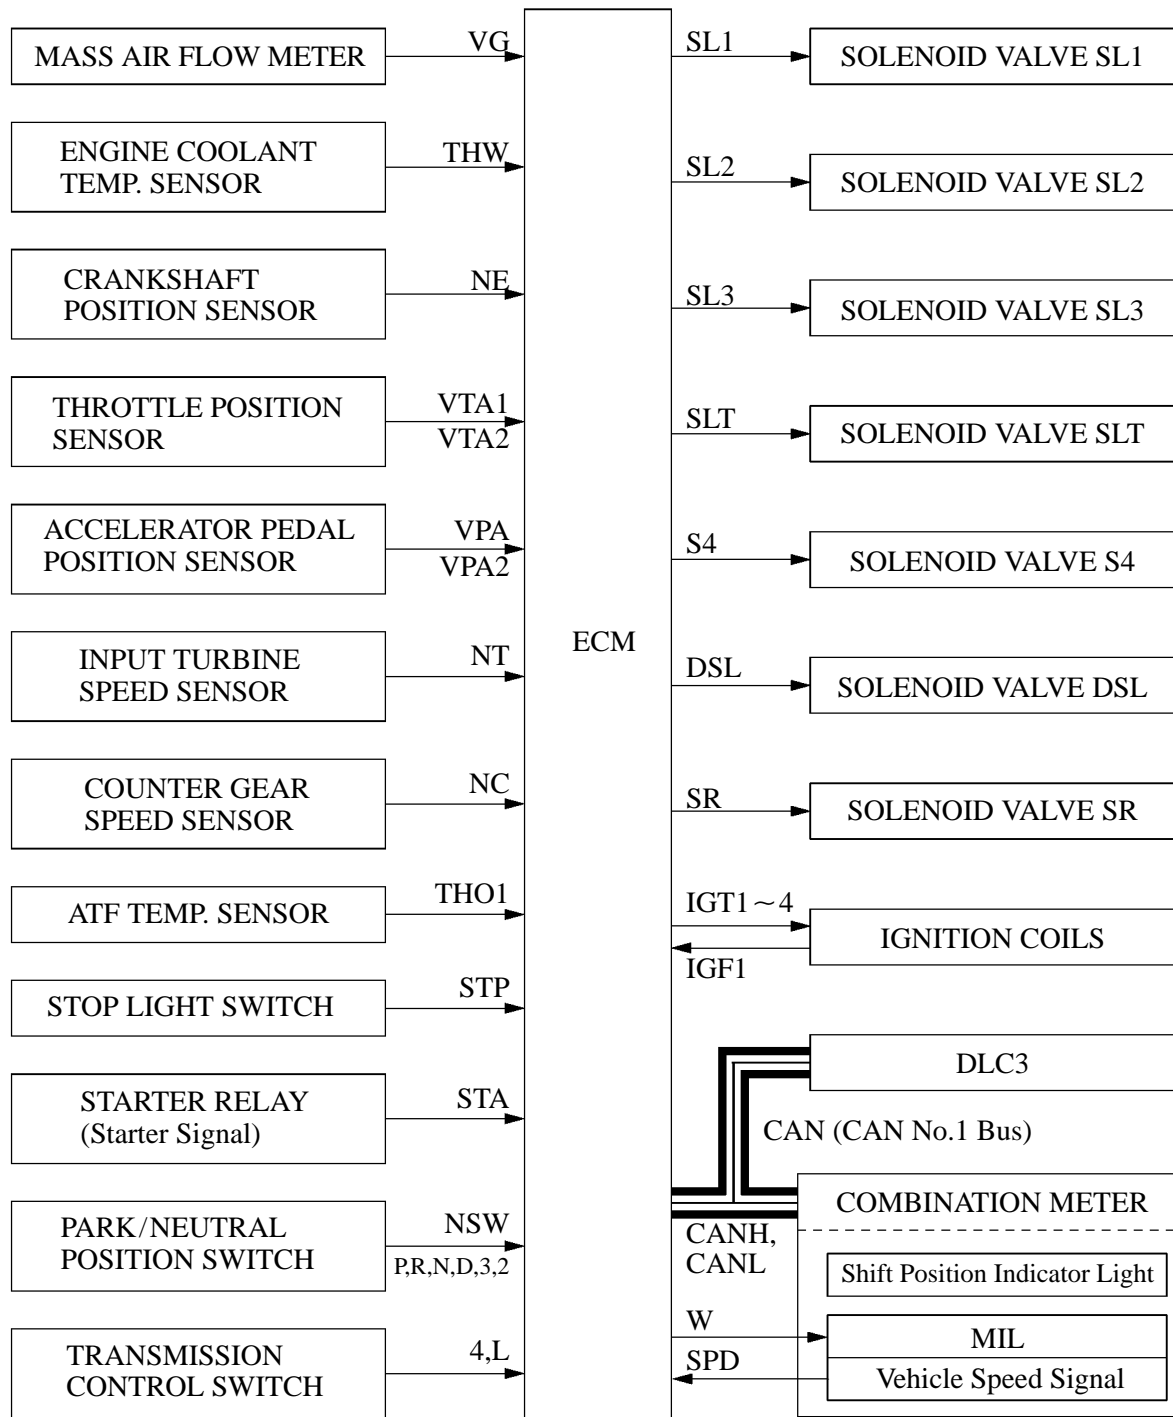 MASS AIR FLOW METER
VG
ENGINE COOLANT
TEMP. SENSOR
THW
CRANKSHAFT
POSITION SENSOR
NE
THROTTLE POSITION
SENSOR
VTA1
VTA2
ACCELERATOR PEDAL
POSITION SENSOR
VPA
VPA2
INPUT TURBINE
SPEED SENSOR
NT
COUNTER GEAR
SPEED SENSOR
NC
ATF TEMP. SENSOR
THO1
STOP LIGHT SWITCH
STP
STARTER RELAY
(Starter Signal)
STA
PARK/NEUTRAL
POSITION SWITCH
NSW
P,R,N,D,3,2
TRANSMISSION
CONTROL SWITCH
4,L
ECM
SL1
SOLENOID VALVE SL1
SL2
SOLENOID VALVE SL2
SL3
SOLENOID VALVE SL3
SLT
SOLENOID VALVE SLT
S4
SOLENOID VALVE S4
DSL
SOLENOID VALVE DSL
SR
SOLENOID VALVE SR
IGT1~4
IGF1
IGNITION COILS
DLC3
CAN (CAN No.1 Bus)
CANH,
CANL
COMBINATION METER
Shift Position Indicator Light
W
MIL
SPD
Vehicle Speed Signal